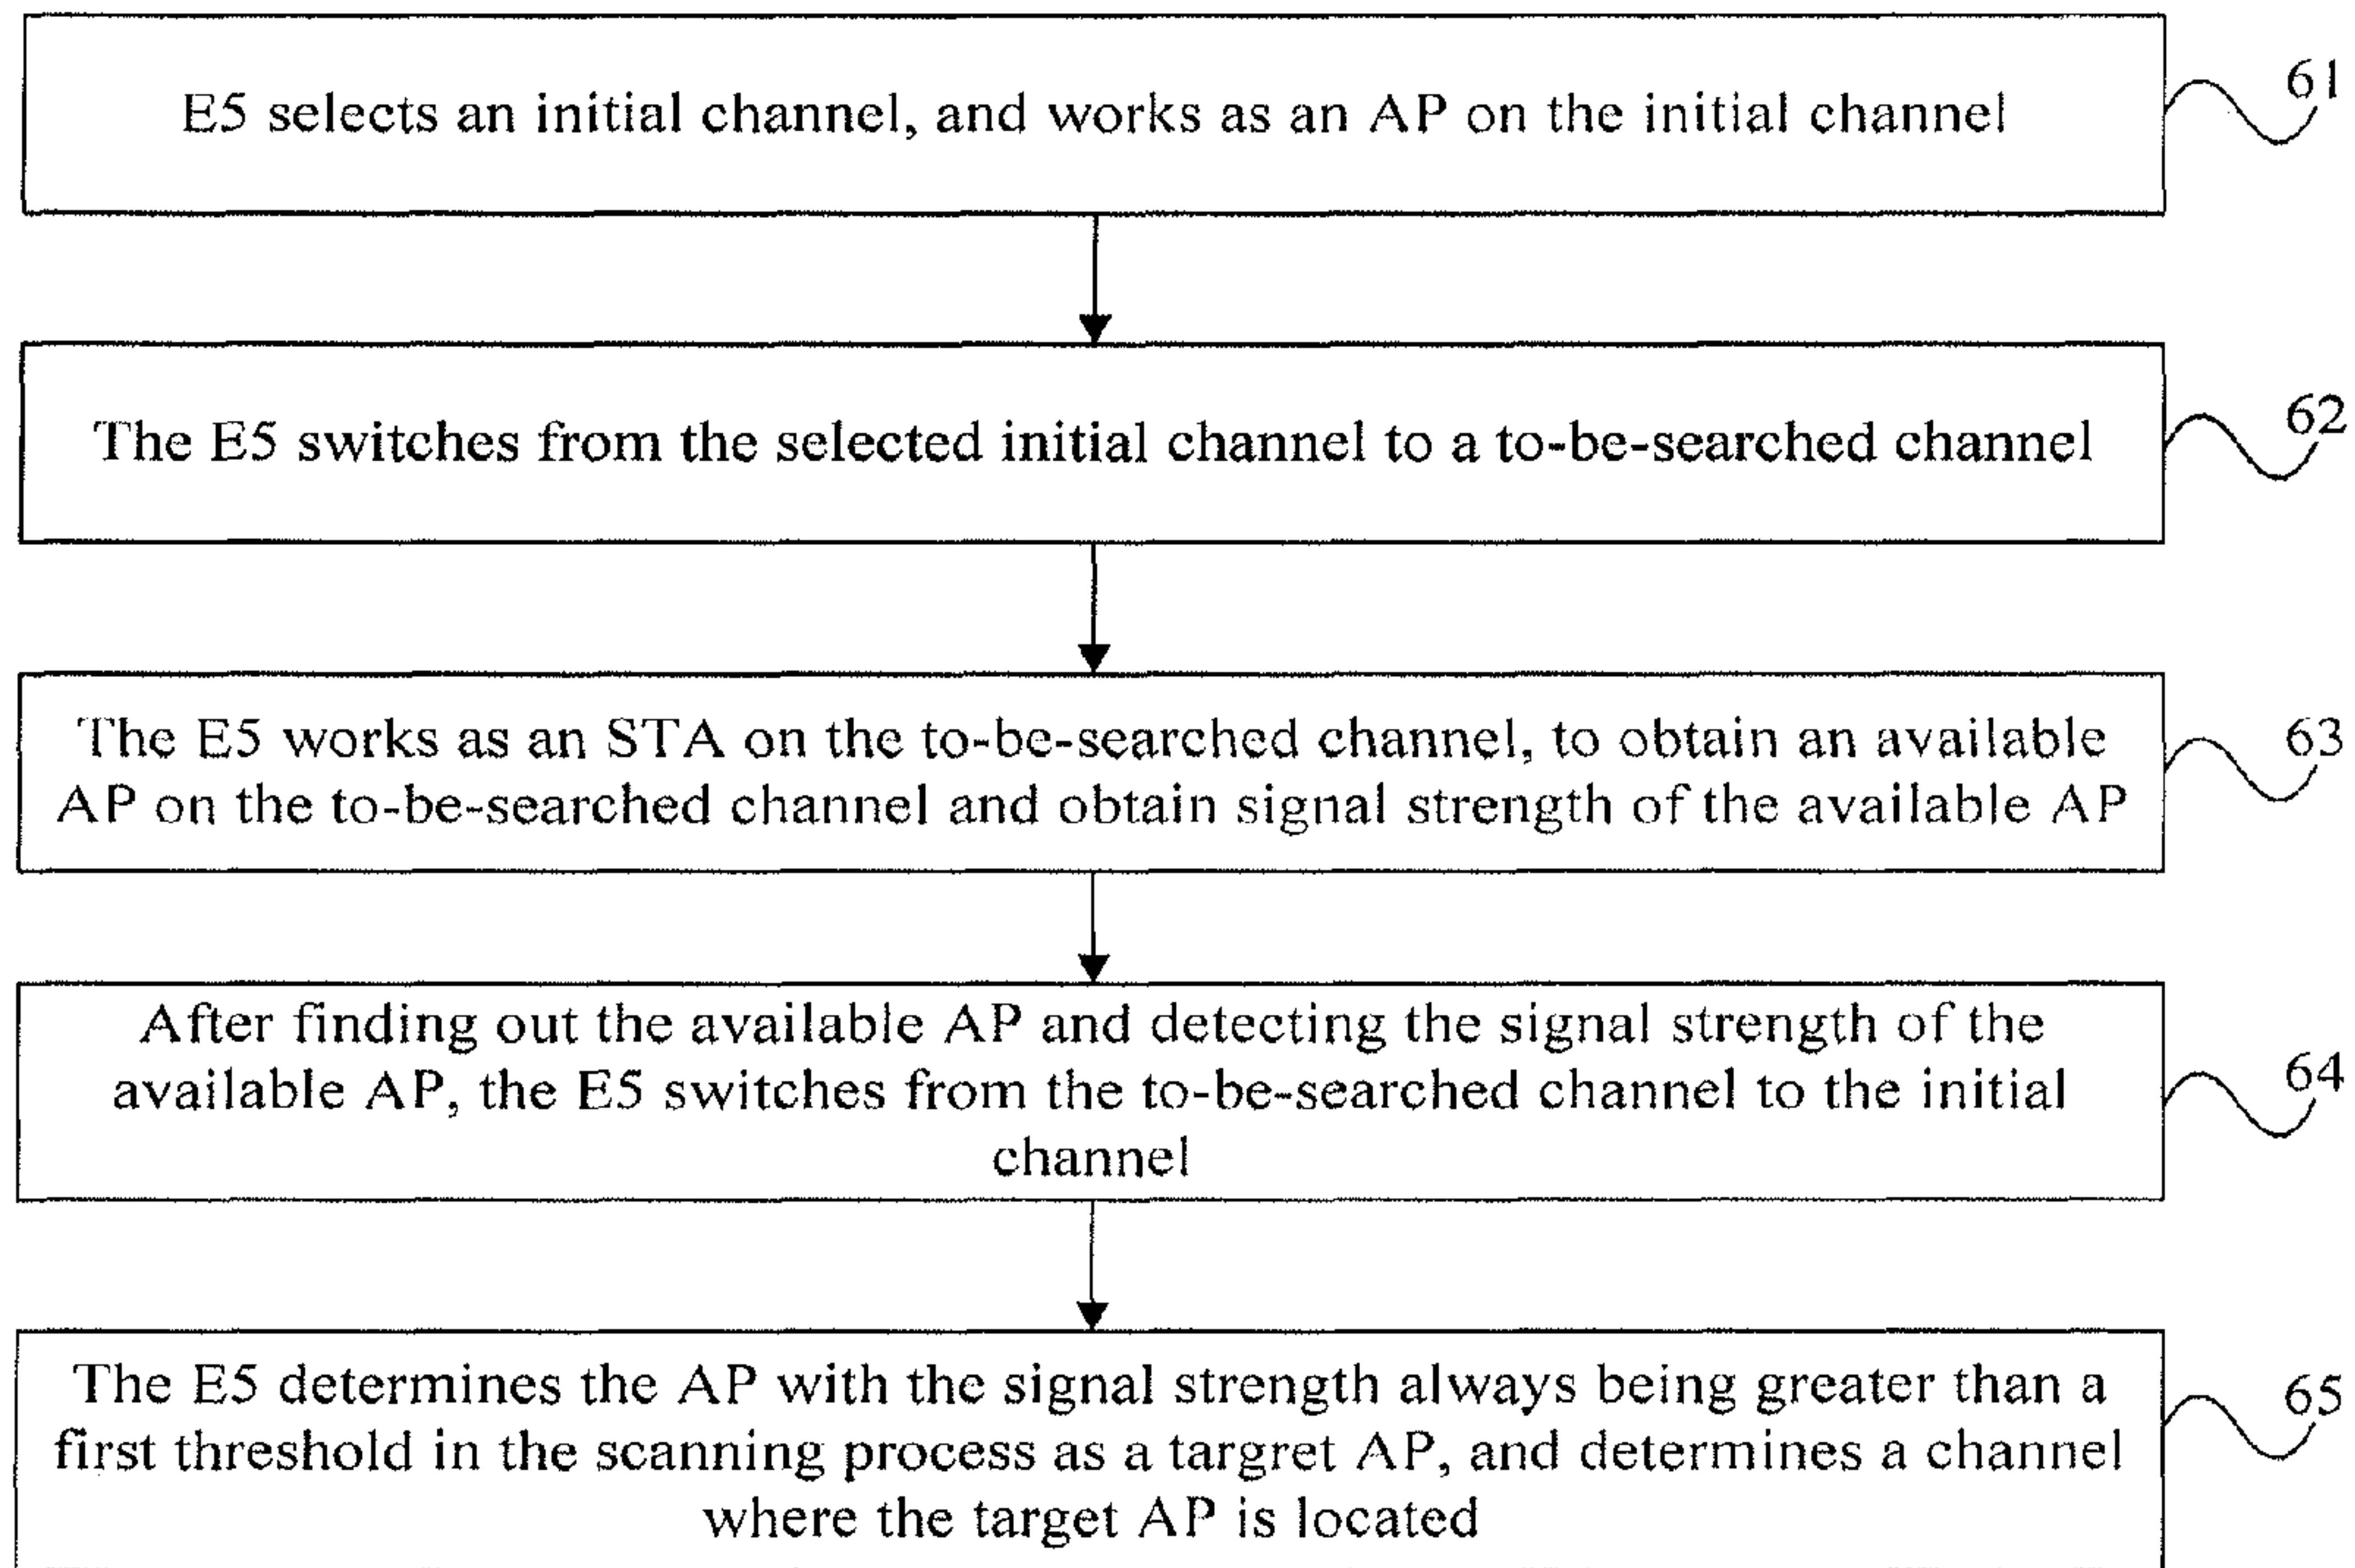 E5 selects an initial channel, and works as an AP on the initial channel
61
The E5 switches from the selected initial channel to a to-be-searched channel
62
The E5 works as an STA on the to-be-searched channel, to obtain an available
AP on the to-be-searched channel and obtain signal strength of the available AP
63
After finding out the available AP and detecting the signal strength of the
available AP, the E5 switches from the to-be-searched channel to the initial
channel
64
The E5 determines the AP with the signal strength always being greater than a
first threshold in the scanning process as a targret AP, and determines a channel
where the target AP is located
65